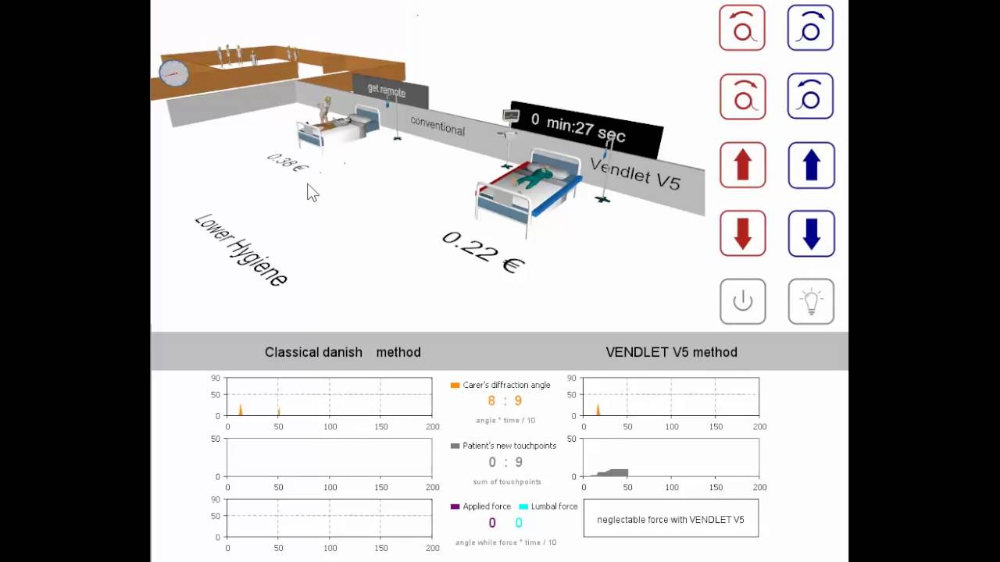 get remote
0 min:27 sec
conventional
Vendlet V5
0.38 €
Lower Hygiene
0.22 €
Classical danish method
VENDLET V5 method
90
50
0
0 50 100 150 200
Carer's diffraction angle
8 : 9
angle * time / 10
90
50
0
0 50 100 150 200
50
0
0 50 100 150 200
Patient's new touchpoints
0 : 9
sum of touchpoints
50
0
0 50 100 150 200
90
50
0
0 50 100 150 200
Applied force Lumbal force
0 0
angle while force * time / 10
neglectable force with VENDLET V5